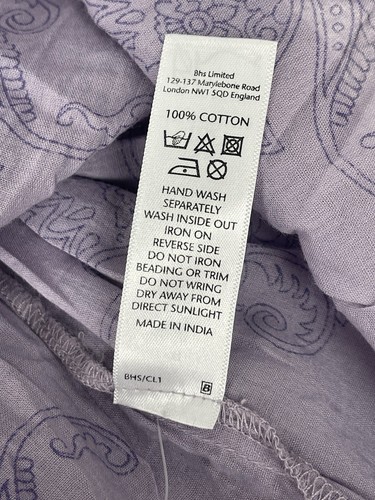 Bhs Limited
129-137 Marylebone Road
London NW1 5QD England
100% COTTON
HAND WASH
SEPARATELY
WASH INSIDE OUT
IRON ON
REVERSE SIDE
DO NOT IRON
BEADING OR TRIM
DO NOT WRING
DRY AWAY FROM
DIRECT SUNLIGHT
MADE IN INDIA
BHS/CL1 B